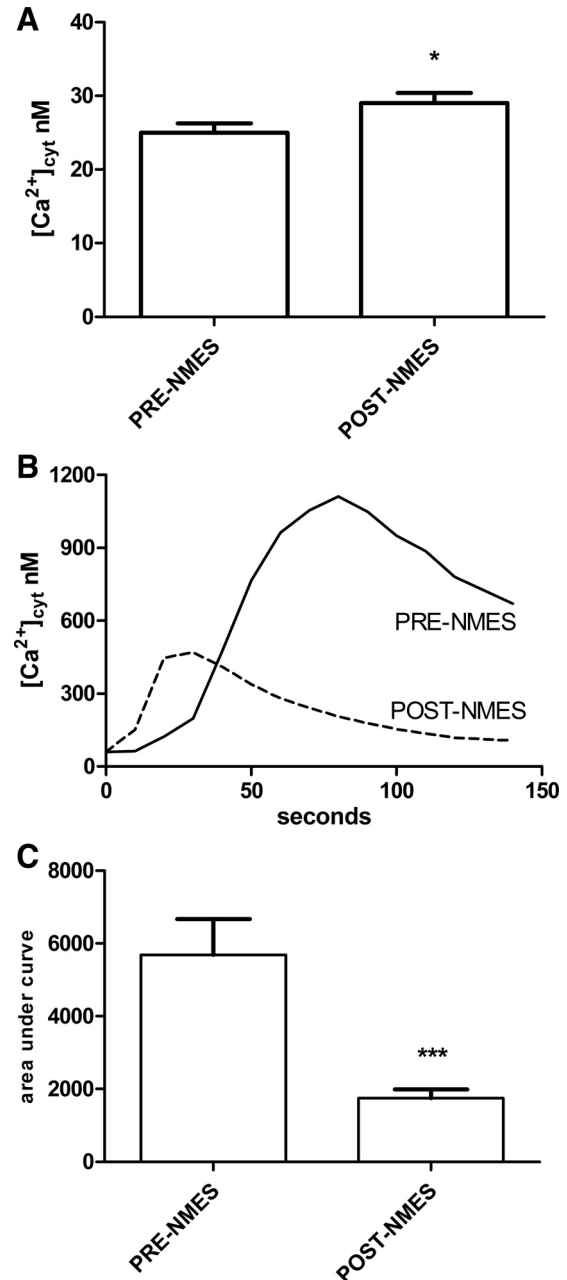 A
40
30
20
10
0
[Ca2+]cyt nM
*
PRE-NMES
POST-NMES
B
1200
900
600
300
0
[Ca2+]cyt nM
PRE-NMES
POST-NMES
0 50 100 150
seconds
C
8000
6000
4000
2000
0
area under curve
***
PRE-NMES
POST-NMES